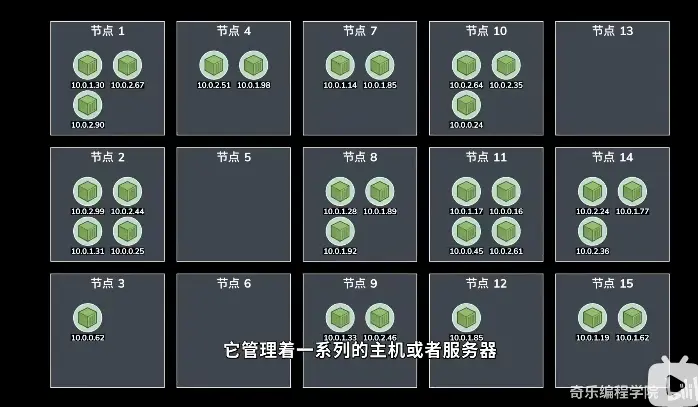 节点 1
10.0.1.30 10.0.2.67
10.0.2.90
节点 4
10.0.2.51 10.0.1.98
节点 7
10.0.1.14 10.0.1.85
节点 10
10.0.2.64 10.0.2.35
10.0.0.24
节点 13
节点 2
10.0.2.99 10.0.2.44
10.0.1.31 10.0.0.25
节点 5
节点 8
10.0.1.28 10.0.1.89
10.0.1.92
节点 11
10.0.1.17 10.0.0.16
10.0.0.45 10.0.2.61
节点 14
10.0.2.24 10.0.1.77
10.0.2.36
节点 3
10.0.0.62
节点 6
节点 9
10.0.1.33 10.0.2.46
节点 12
10.0.1.85
节点 15
10.0.1.19 10.0.1.62
它管理着一系列的主机或者服务器
奇乐编程学院